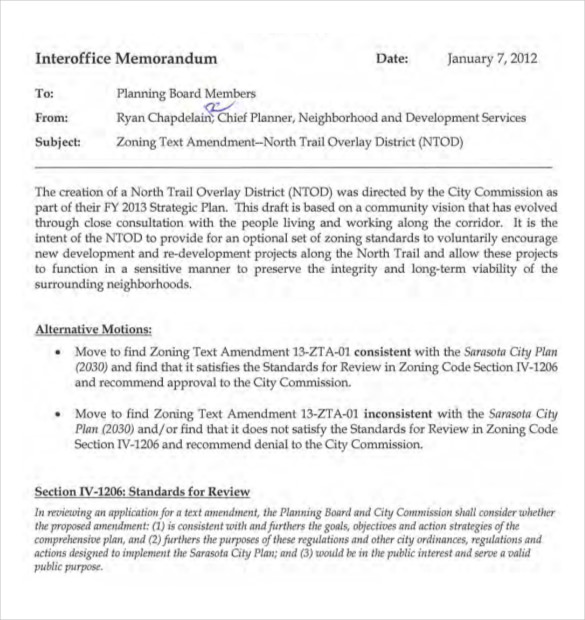 Interoffice Memorandum Date: January 7, 2012
To: Planning Board Members
From: Ryan Chapdelain, Chief Planner, Neighborhood and Development Services
Subject: Zoning Text Amendment--North Trail Overlay District (NTOD)
The creation of a North Trail Overlay District (NTOD) was directed by the City Commission as
part of their FY 2013 Strategic Plan. This draft is based on a community vision that has evolved
through close consultation with the people living and working along the corridor. It is the
intent of the NTOD to provide for an optional set of zoning standards to voluntarily encourage
new development and re-development projects along the North Trail and allow these projects
to function in a sensitive manner to preserve the integrity and long-term viability of the
surrounding neighborhoods.
Alternative Motions:
• Move to find Zoning Text Amendment 13-ZTA-01 consistent with the Sarasota City Plan
(2030) and find that it satisfies the Standards for Review in Zoning Code Section IV-1206
and recommend approval to the City Commission.
• Move to find Zoning Text Amendment 13-ZTA-01 inconsistent with the Sarasota City
Plan (2030) and/or find that it does not satisfy the Standards for Review in Zoning Code
Section IV-1206 and recommend denial to the City Commission.
Section IV-1206: Standards for Review
In reviewing an application for a text amendment, the Planning Board and City Commission shall consider whether
the proposed amendment: (1) is consistent with and furthers the goals, objectives and action strategies of the
comprehensive plan, and (2) furthers the purposes of these regulations and other city ordinances, regulations and
actions designed to implement the Sarasota City Plan; and (3) would be in the public interest and serve a valid
public purpose.